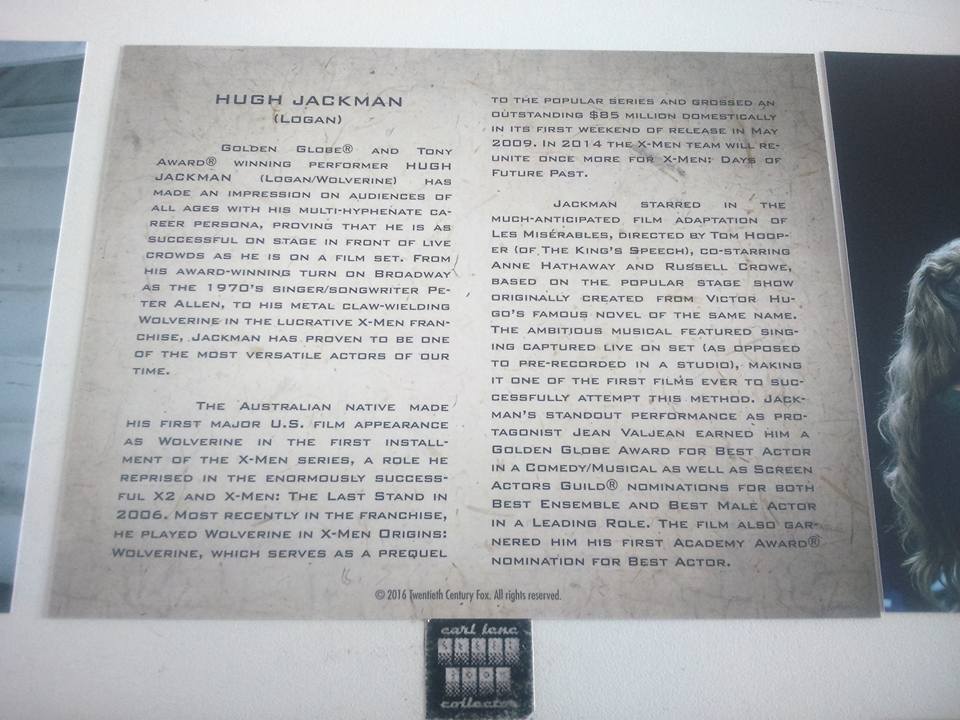 HUGH JACKMAN
(LOGAN)
GOLDEN GLOBE® AND TONY
AWARD® WINNING PERFORMER HUGH
JACKMAN (LOGAN/WOLVERINE) HAS
MADE AN IMPRESSION ON AUDIENCES OF
ALL AGES WITH HIS MULTI-HYPHENATE CA-
REER PERSONA, PROVING THAT HE IS AS
SUCCESSFUL ON STAGE IN FRONT OF LIVE
CROWDS AS HE IS ON A FILM SET. FROM
HIS AWARD-WINNING TURN ON BROADWAY
AS THE 1970'S SINGER/SONGWRITER PE-
TER ALLEN, TO HIS METAL CLAW-WIELDING
WOLVERINE IN THE LUCRATIVE X-MEN FRAN-
CHISE, JACKMAN HAS PROVEN TO BE ONE
OF THE MOST VERSATILE ACTORS OF OUR
TIME.
THE AUSTRALIAN NATIVE MADE
HIS FIRST MAJOR U.S. FILM APPEARANCE
AS WOLVERINE IN THE FIRST INSTALL-
MENT OF THE X-MEN SERIES, A ROLE HE
REPRISED IN THE ENORMOUSLY SUCCESS-
FUL X2 AND X-MEN: THE LAST STAND IN
2006. MOST RECENTLY IN THE FRANCHISE,
HE PLAYED WOLVERINE IN X-MEN ORIGINS:
WOLVERINE, WHICH SERVES AS A PREQUEL
TO THE POPULAR SERIES AND GROSSED AN
OUTSTANDING $85 MILLION DOMESTICALLY
IN ITS FIRST WEEKEND OF RELEASE IN MAY
2009. IN 2014 THE X-MEN TEAM WILL RE-
UNITE ONCE MORE FOR X-MEN: DAYS OF
FUTURE PAST.
JACKMAN STARRED IN THE
MUCH-ANTICIPATED FILM ADAPTATION OF
LES MISÉRABLES, DIRECTED BY TOM HOOP-
ER (OF THE KING'S SPEECH), CO-STARRING
ANNE HATHAWAY AND RUSSELL CROWE,
BASED ON THE POPULAR STAGE SHOW
ORIGINALLY CREATED FROM VICTOR HU-
GO'S FAMOUS NOVEL OF THE SAME NAME.
THE AMBITIOUS MUSICAL FEATURED SING-
ING CAPTURED LIVE ON SET (AS OPPOSED
TO PRE-RECORDED IN A STUDIO), MAKING
IT ONE OF THE FIRST FILMS EVER TO SUC-
CESSFULLY ATTEMPT THIS METHOD. JACK-
MAN'S STANDOUT PERFORMANCE AS PRO-
TAGONIST JEAN VALJEAN EARNED HIM A
GOLDEN GLOBE AWARD FOR BEST ACTOR
IN A COMEDY/MUSICAL AS WELL AS SCREEN
ACTORS GUILD® NOMINATIONS FOR BOTH
BEST ENSEMBLE AND BEST MALE ACTOR
IN A LEADING ROLE. THE FILM ALSO GAR-
NERED HIM HIS FIRST ACADEMY AWARD®
NOMINATION FOR BEST ACTOR.
© 2016 Twentieth Century Fox. All rights reserved.
carl
collector